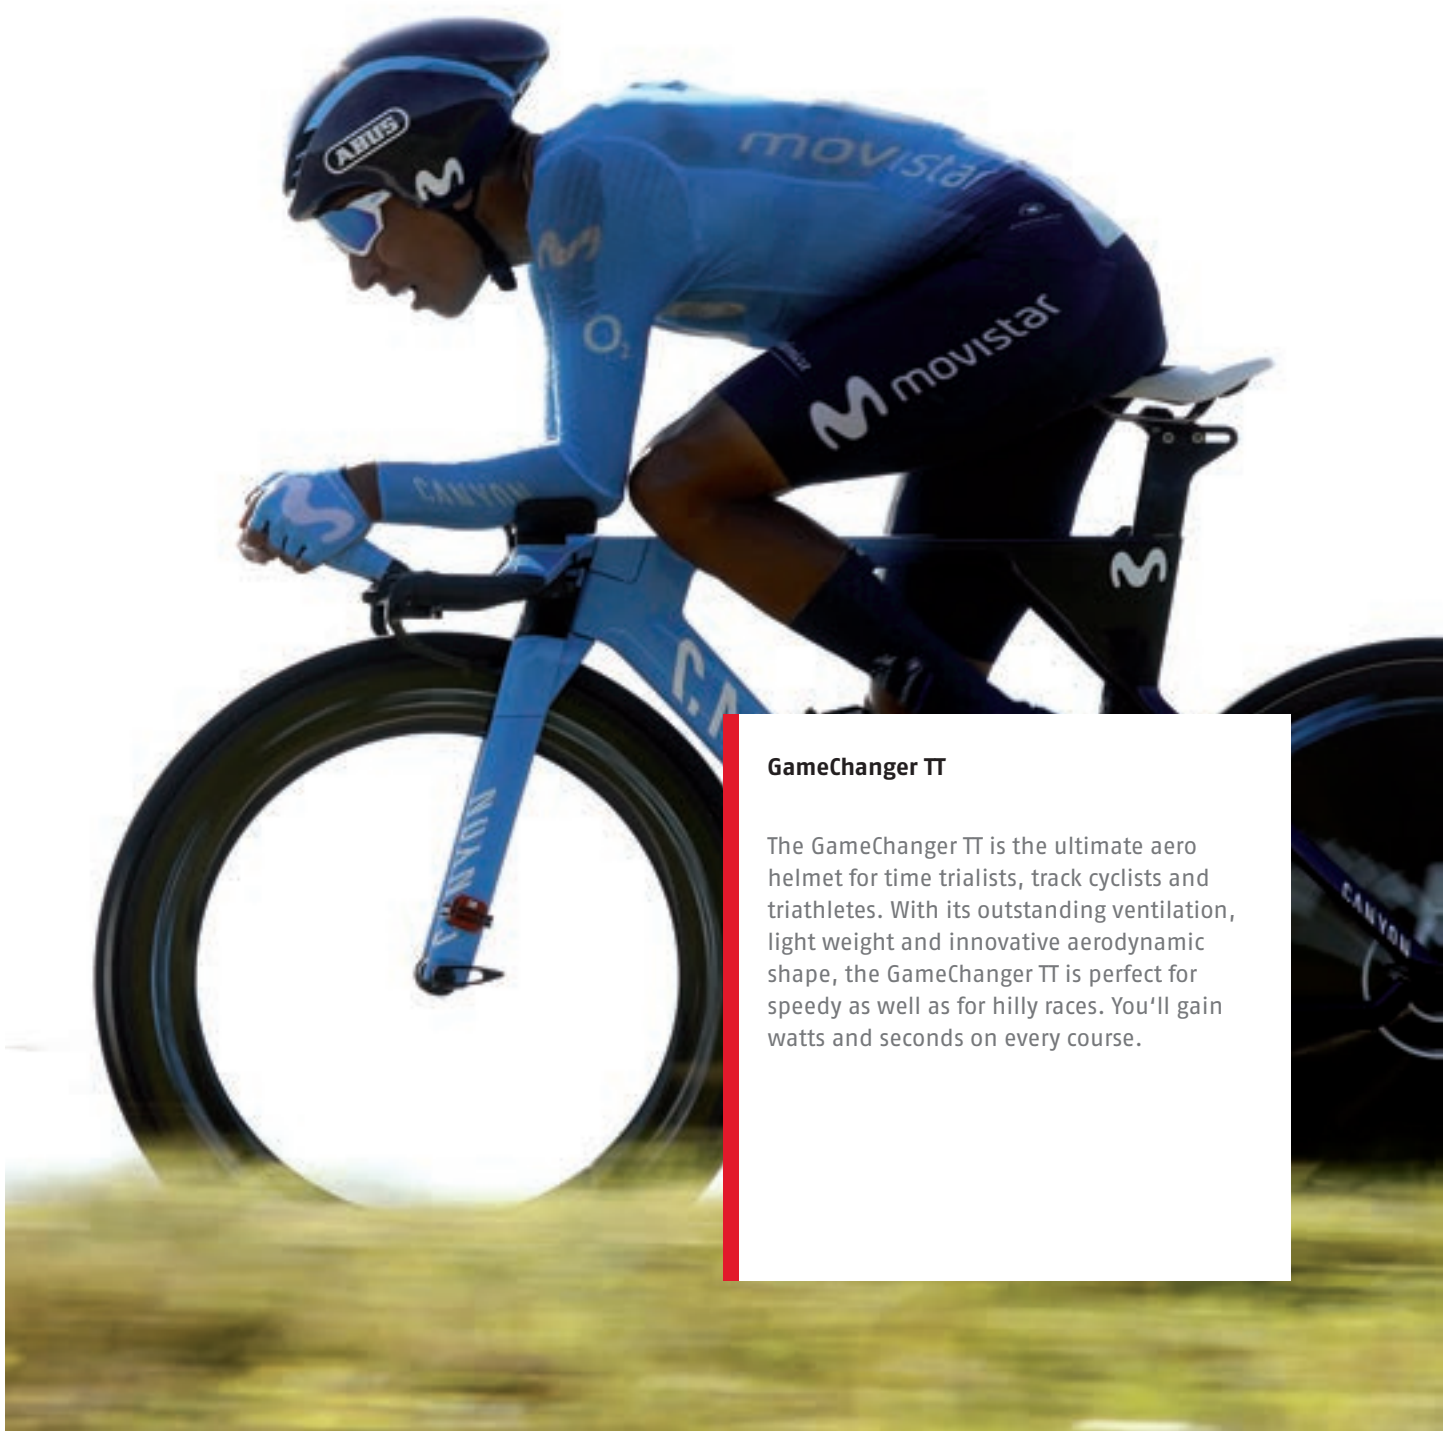 ABUS
movistar
O2
movistar
CANYON
CANYON
CANYON
GameChanger TT
The GameChanger TT is the ultimate aero
helmet for time trialists, track cyclists and
triathletes. With its outstanding ventilation,
light weight and innovative aerodynamic
shape, the GameChanger TT is perfect for
speedy as well as for hilly races. You‘ll gain
watts and seconds on every course.